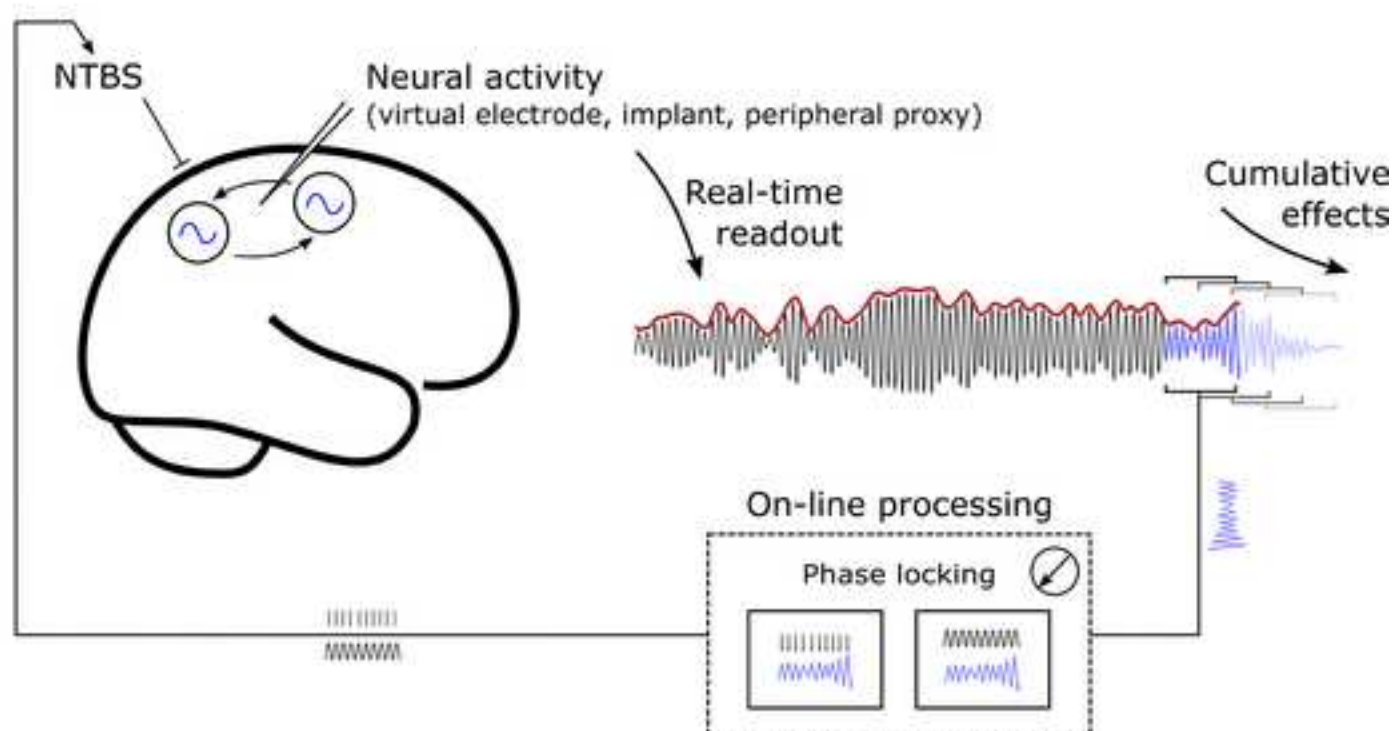 NTBS
Neural activity
(virtual electrode, implant, peripheral proxy)
Real-time
readout
Cumulative
effects
On-line processing
Phase locking